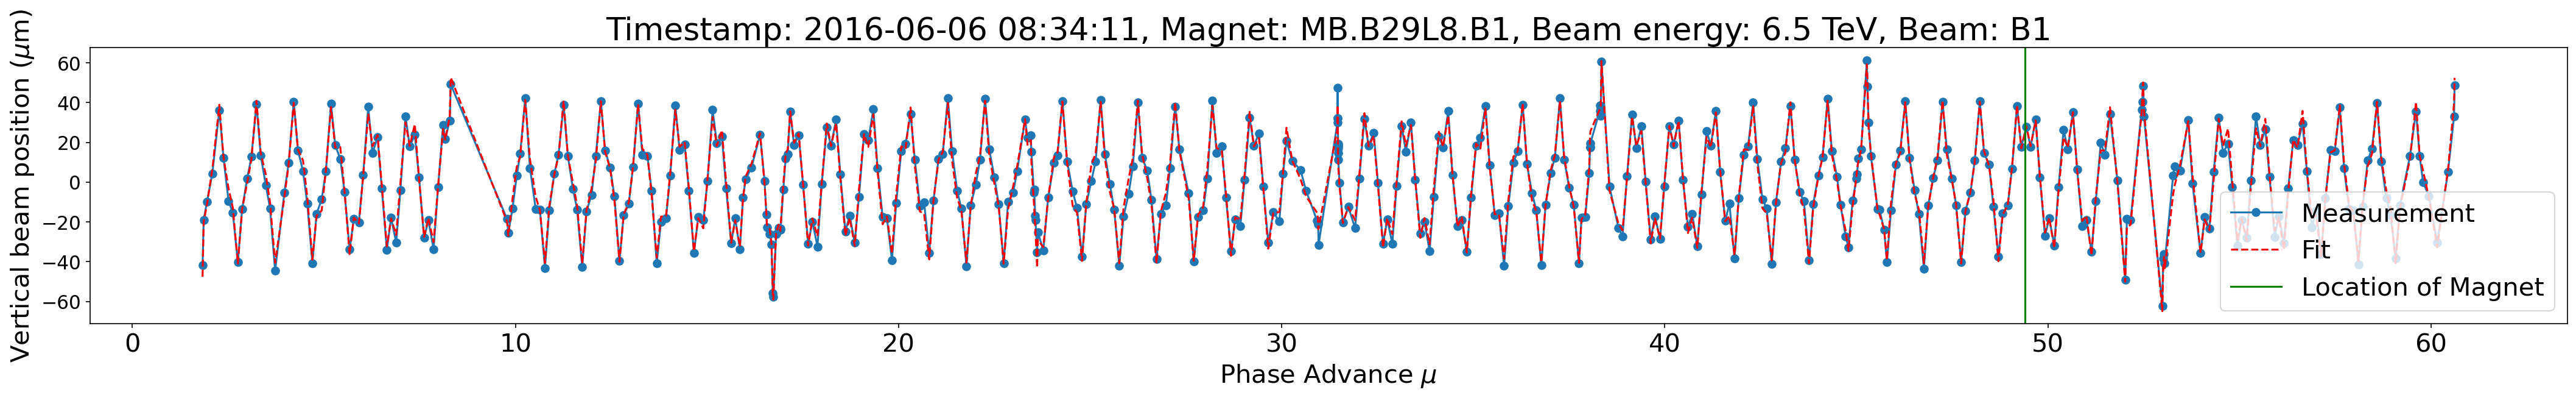 Timestamp: 2016-06-06 08:34:11, Magnet: MB.B29L8.B1, Beam energy: 6.5 TeV, Beam: B1
Vertical beam position (μm)
60
40
20
0
−20
−40
−60
Measurement
Fit
Location of Magnet
0 10 20 30 40 50 60
Phase Advance μ